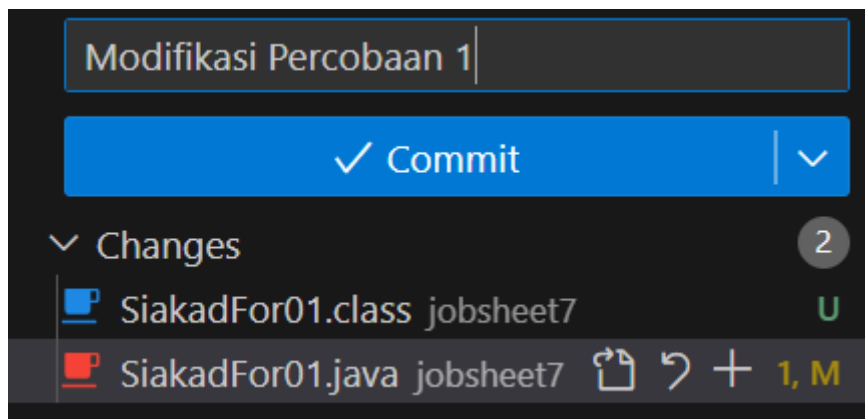 Modifikasi Percobaan 1
Commit
Changes 2
SiakadFor01.class jobsheet7 U
SiakadFor01.java jobsheet7 1, M